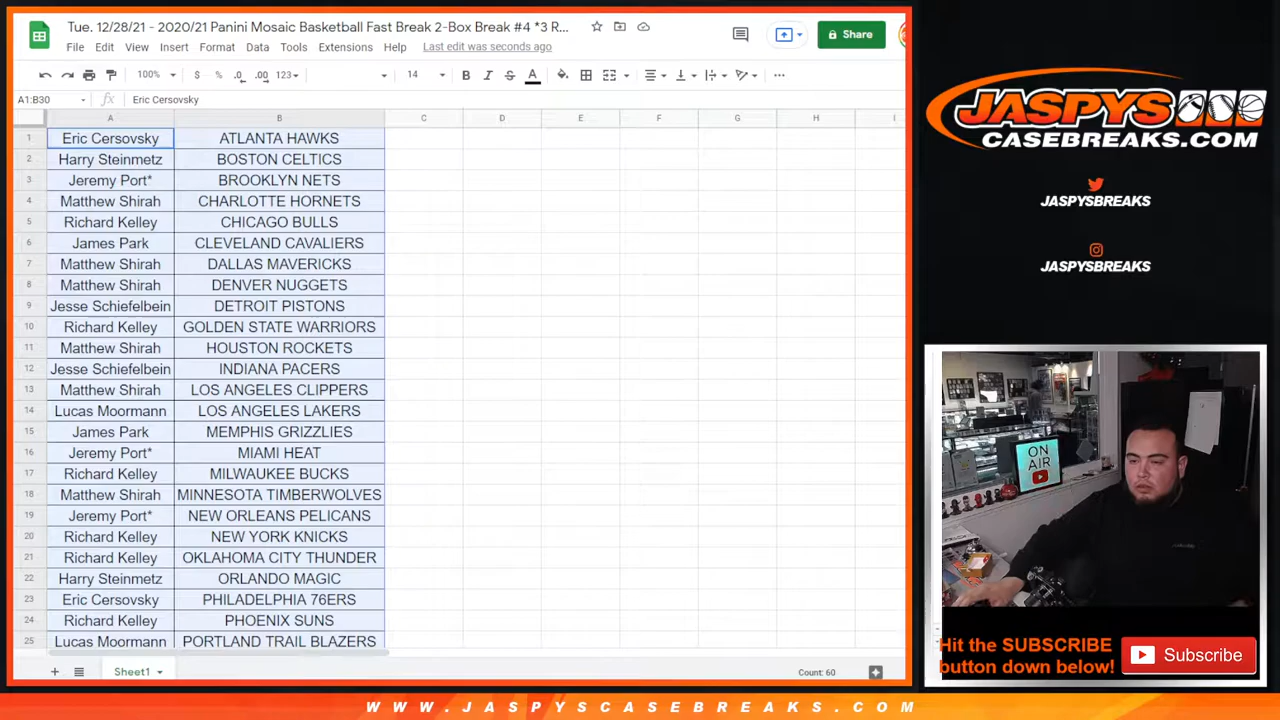 Tue. 12/28/21 - 2020/21 Panini Mosaic Basketball Fast Break 2-Box Break #4 *3 R...
File Edit View Insert Format Data Tools Extensions Help Last edit was seconds ago
Share
100% $ % .0 .00 123 14 B I S A
A1:B30 fx Eric Cersovsky
A B C D E F G H I
1 Eric Cersovsky ATLANTA HAWKS
2 Harry Steinmetz BOSTON CELTICS
3 Jeremy Port* BROOKLYN NETS
4 Matthew Shirah CHARLOTTE HORNETS
5 Richard Kelley CHICAGO BULLS
6 James Park CLEVELAND CAVALIERS
7 Matthew Shirah DALLAS MAVERICKS
8 Matthew Shirah DENVER NUGGETS
9 Jesse Schiefelbein DETROIT PISTONS
10 Richard Kelley GOLDEN STATE WARRIORS
11 Matthew Shirah HOUSTON ROCKETS
12 Jesse Schiefelbein INDIANA PACERS
13 Matthew Shirah LOS ANGELES CLIPPERS
14 Lucas Moormann LOS ANGELES LAKERS
15 James Park MEMPHIS GRIZZLIES
16 Jeremy Port* MIAMI HEAT
17 Richard Kelley MILWAUKEE BUCKS
18 Matthew Shirah MINNESOTA TIMBERWOLVES
19 Jeremy Port* NEW ORLEANS PELICANS
20 Richard Kelley NEW YORK KNICKS
21 Richard Kelley OKLAHOMA CITY THUNDER
22 Harry Steinmetz ORLANDO MAGIC
23 Eric Cersovsky PHILADELPHIA 76ERS
24 Richard Kelley PHOENIX SUNS
25 Lucas Moormann PORTLAND TRAIL BLAZERS
Sheet1
Count: 60
JASPYS
CASEBREAKS.COM
JASPYSBREAKS
JASPYSBREAKS
ON
AIR
Hit the SUBSCRIBE
button down below!
Subscribe
WWW.JASPYSCASEBREAKS.COM